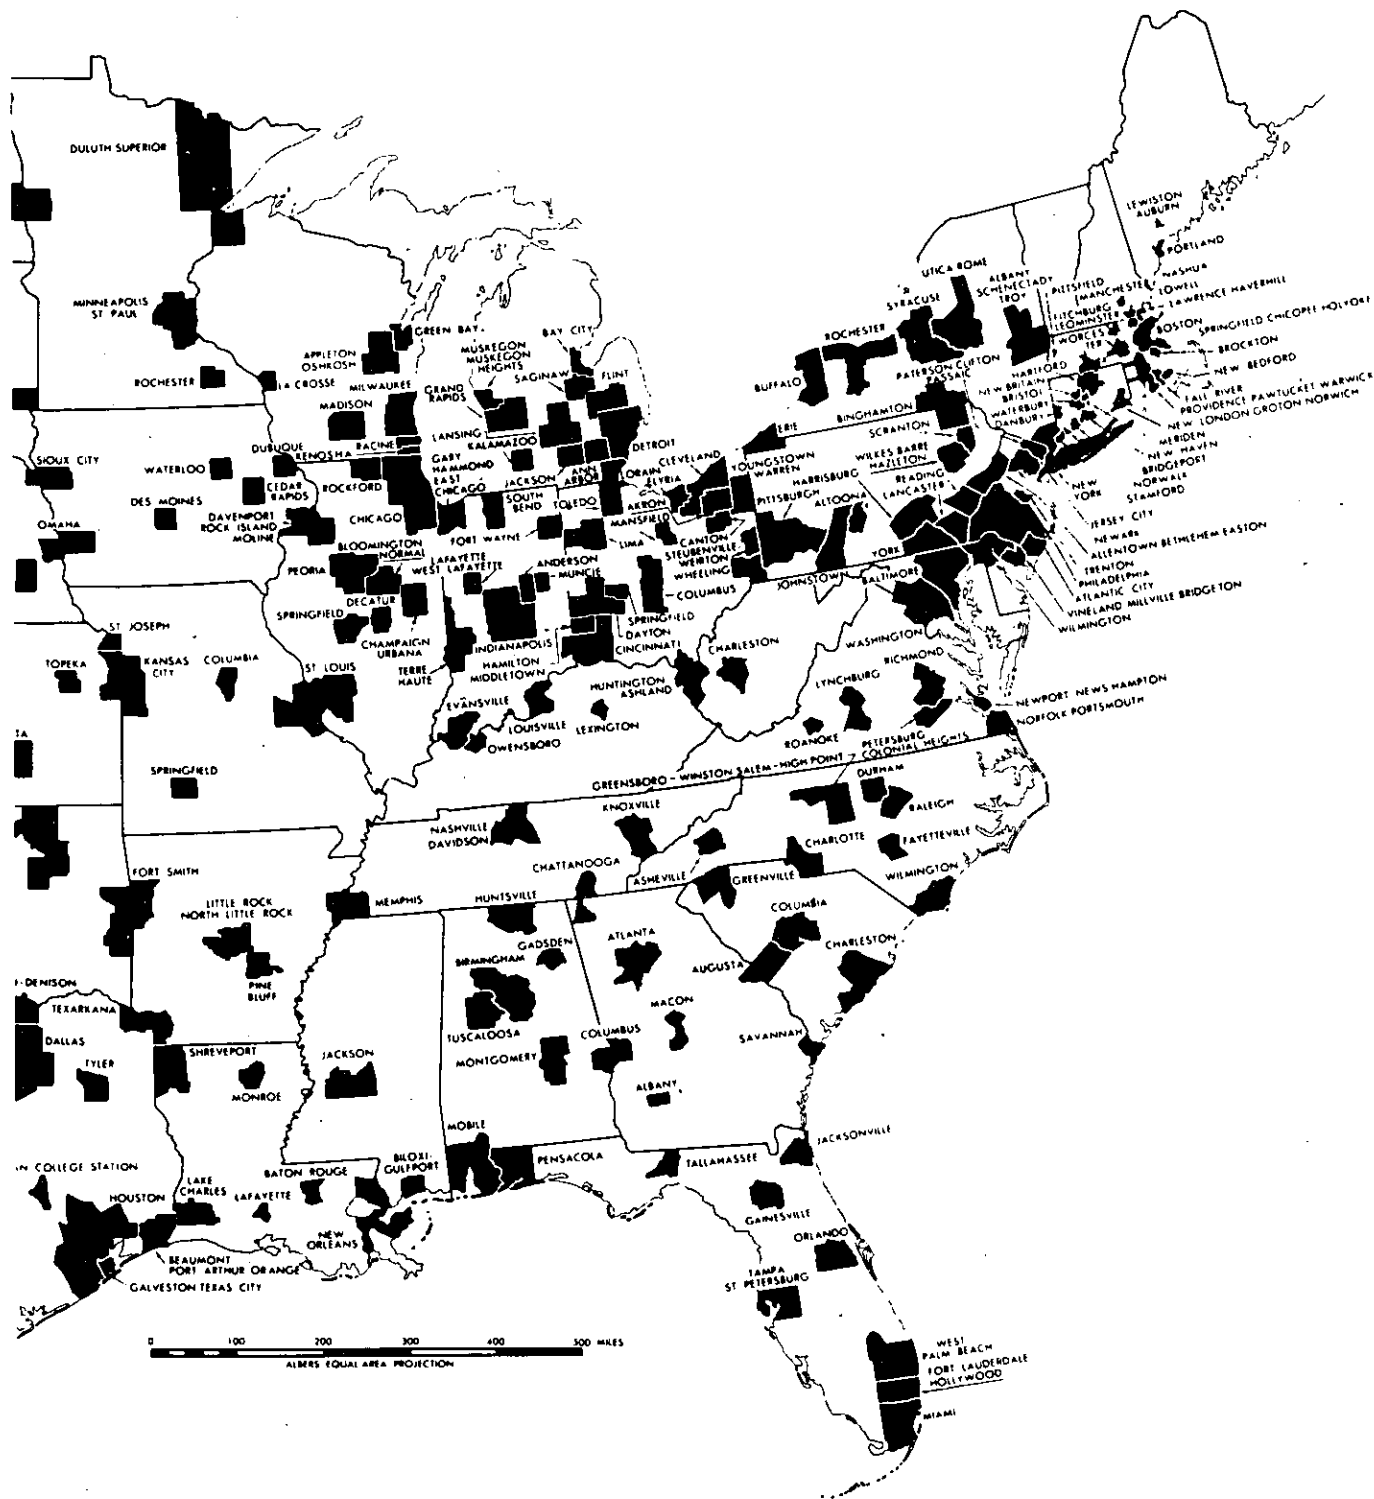 DULUTH SUPERIOR
MINNEAPOLIS
ST PAUL
ROCHESTER
LA CROSSE
GREEN BAY
APPLETON
OSHKOSH
MILWAUKEE
MADISON
RACINE
KENOSHA
DUBUQUE
BAY CITY
MUSKEGON
MUSKEGON
HEIGHTS
SAGINAW
FLINT
GRAND
RAPIDS
LANSING
KALAMAZOO
DETROIT
JACKSON
ANN
ARBOR
SIOUX CITY
WATERLOO
CEDAR
RAPIDS
DES MOINES
OMAHA
DAVENPORT
ROCK ISLAND
MOLINE
ROCKFORD
CHICAGO
GARY
HAMMOND
EAST
CHICAGO
SOUTH
BEND
TOLEDO
FORT WAYNE
LIMA
LORAIN
ELYRIA
CLEVELAND
AKRON
MANSFIELD
CANTON
YOUNGSTOWN
WARREN
STEUBENVILLE
WEIRTON
WHEELING
COLUMBUS
SPRINGFIELD
DAYTON
CINCINNATI
HAMILTON
MIDDLETOWN
BLOOMINGTON
NORMAL
PEORIA
LAFAYETTE
WEST LAFAYETTE
ANDERSON
MUNCIE
DECATUR
SPRINGFIELD
CHAMPAIGN
URBANA
INDIANAPOLIS
TERRE
HAUTE
ST JOSEPH
TOPEKA
KANSAS
CITY
COLUMBIA
ST LOUIS
SPRINGFIELD
EVANSVILLE
OWENSBORO
LOUISVILLE
LEXINGTON
HUNTINGTON
ASHLAND
CHARLESTON
TA
ERIE
BUFFALO
ROCHESTER
SYRACUSE
UTICA ROME
ALBANY
SCHENECTADY
TROY
BINGHAMTON
SCRANTON
WILKES BARRE
HAZLETON
PATERSON CLIFTON
PASSAIC
HARRISBURG
READING
LANCASTER
PITTSBURGH
ALTOONA
JOHNSTOWN
YORK
BALTIMORE
WASHINGTON
LEWISTON
AUBURN
PORTLAND
NASHUA
MANCHESTER
LOWELL
LAWRENCE HAVERHILL
PITTSFIELD
FITCHBURG
LEOMINSTER
WORCES
TER
BOSTON
SPRINGFIELD CHICOPEE HOLYOKE
BROCKTON
NEW BEDFORD
FALL RIVER
PROVIDENCE PAWTUCKET WARWICK
NEW LONDON GROTON NORWICH
HARTFORD
NEW BRITAIN
BRISTOL
WATERBURY
DANBURY
MERIDEN
NEW HAVEN
BRIDGEPORT
NORWALK
STAMFORD
NEW
YORK
JERSEY CITY
NEWARK
ALLENTOWN BETHLEHEM EASTON
TRENTON
PHILADELPHIA
ATLANTIC CITY
VINELAND MILLVILLE BRIDGETON
WILMINGTON
RICHMOND
LYNCHBURG
ROANOKE
PETERSBURG
COLONIAL HEIGHTS
NEWPORT NEWS HAMPTON
NORFOLK PORTSMOUTH
GREENSBORO - WINSTON SALEM - HIGH POINT
DURHAM
RALEIGH
FAYETTEVILLE
CHARLOTTE
WILMINGTON
KNOXVILLE
NASHVILLE
DAVIDSON
CHATTANOOGA
ASHEVILLE
GREENVILLE
MEMPHIS
HUNTSVILLE
FORT SMITH
LITTLE ROCK
NORTH LITTLE ROCK
PINE
BLUFF
COLUMBIA
CHARLESTON
AUGUSTA
ATLANTA
GADSDEN
BIRMINGHAM
TUSCALOOSA
MACON
SAVANNAH
COLUMBUS
MONTGOMERY
ALBANY
-DENISON
TEXARKANA
DALLAS
TYLER
SHREVEPORT
MONROE
JACKSON
MOBILE
PENSACOLA
TALLAHASSEE
JACKSONVILLE
BILOXI-
GULFPORT
BATON ROUGE
N COLLEGE STATION
HOUSTON
LAKE
CHARLES
LAFAYETTE
NEW
ORLEANS
BEAUMONT
PORT ARTHUR ORANGE
GALVESTON TEXAS CITY
GAINESVILLE
ORLANDO
TAMPA
ST PETERSBURG
WEST
PALM BEACH
FORT LAUDERDALE
HOLLYWOOD
MIAMI
0 100 200 300 400 500 MILES
ALBERS EQUAL AREA PROJECTION